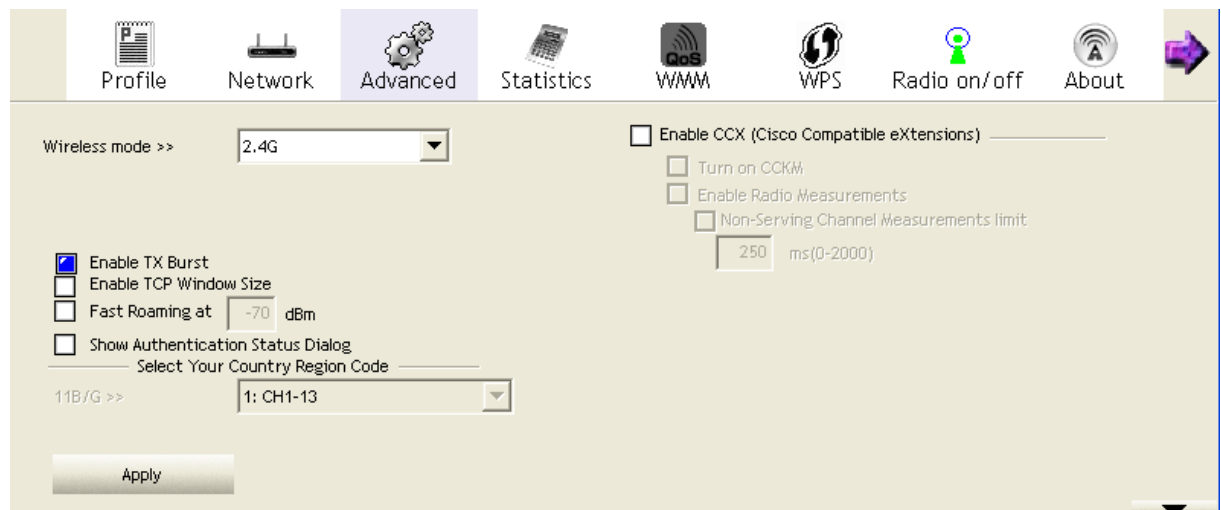 Profile Network Advanced Statistics QoS WMM WPS Radio on/off About
Wireless mode >> 2.4G
Enable TX Burst
Enable TCP Window Size
Fast Roaming at -70 dBm
Show Authentication Status Dialog
Select Your Country Region Code
11B/G >> 1: CH1-13
Apply
Enable CCX (Cisco Compatible eXtensions)
Turn on CCKM
Enable Radio Measurements
Non-Serving Channel Measurements limit
250 ms(0-2000)